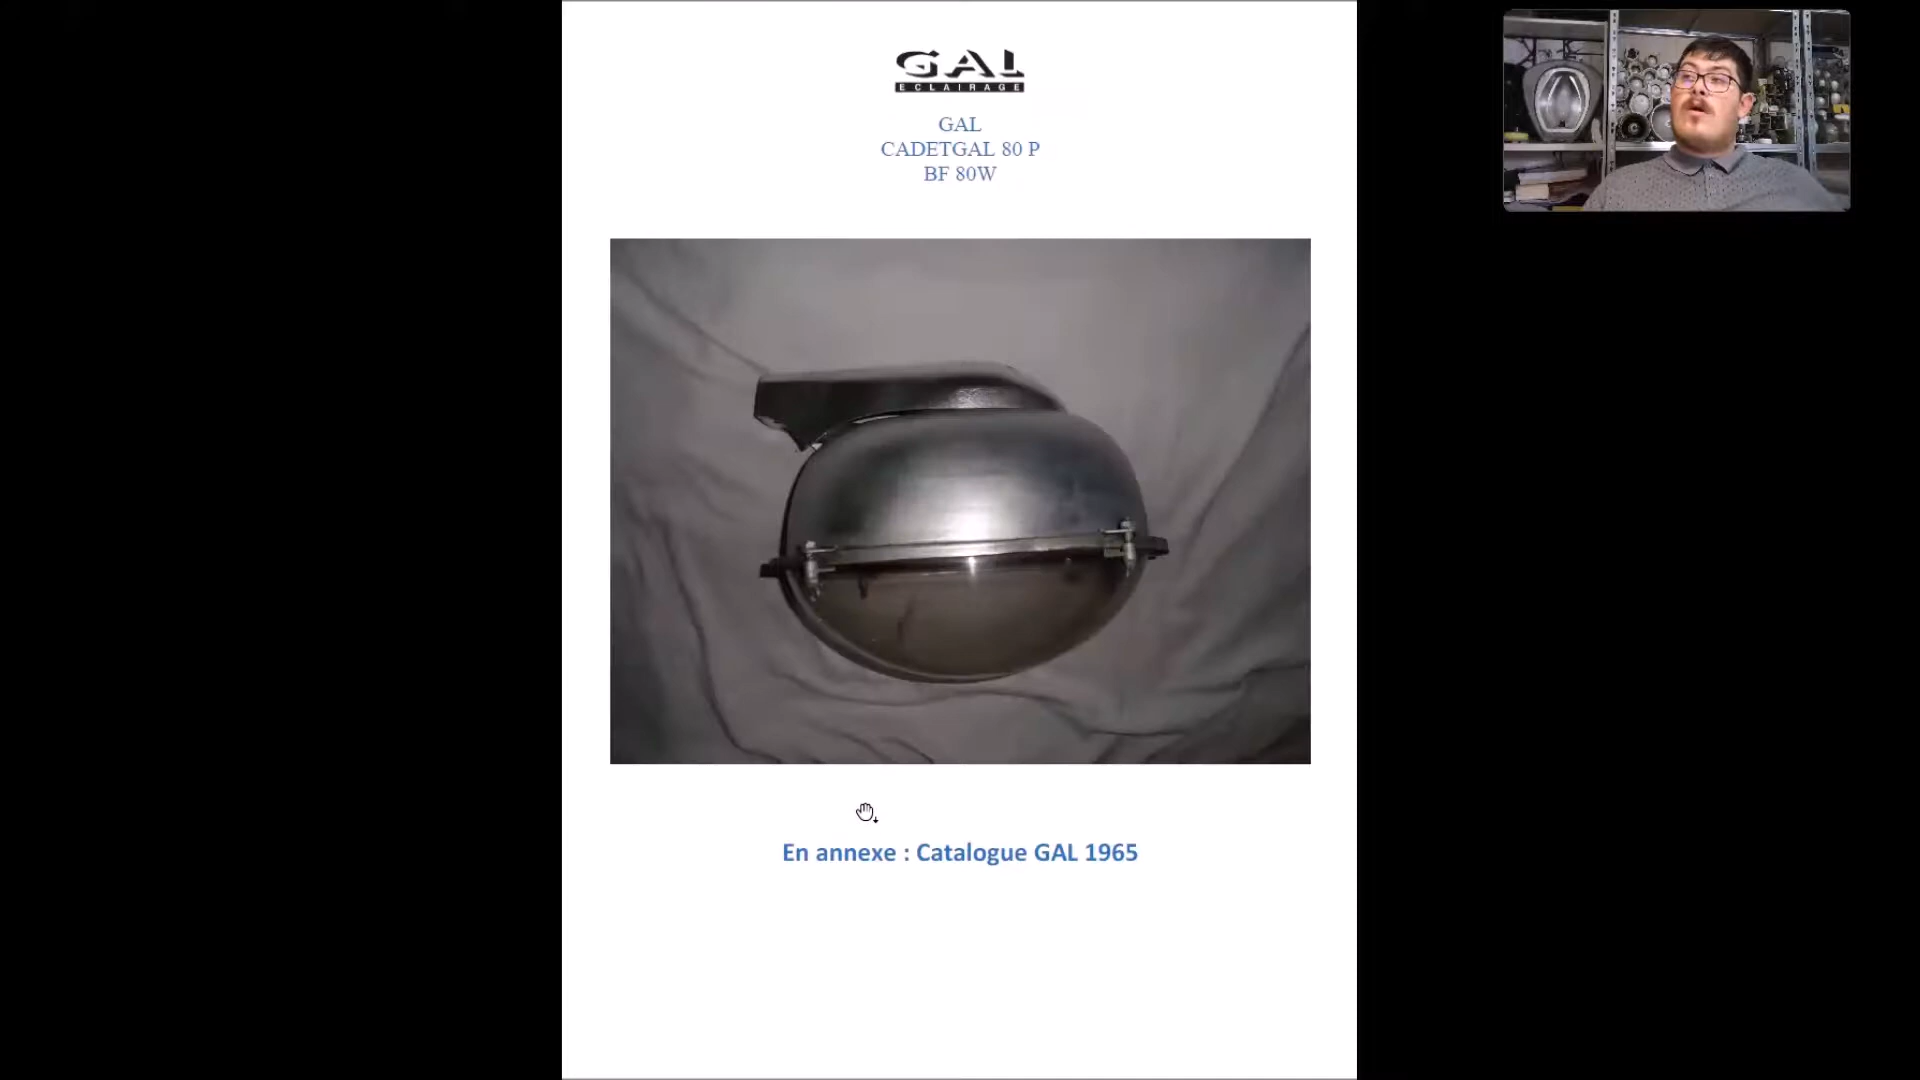 GAL
ECLAIRAGE
GAL
CADETGAL 80 P
BF 80W
En annexe : Catalogue GAL 1965